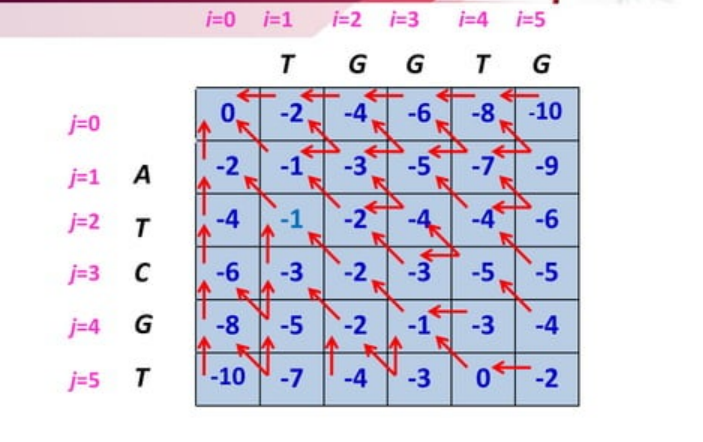 i=0 i=1 i=2 i=3 i=4 i=5
T G G T G
j=0 0 -2 -4 -6 -8 -10
j=1 A -2 -1 -3 -5 -7 -9
j=2 T -4 -1 -2 -4 -4 -6
j=3 C -6 -3 -2 -3 -5 -5
j=4 G -8 -5 -2 -1 -3 -4
j=5 T -10 -7 -4 -3 0 -2